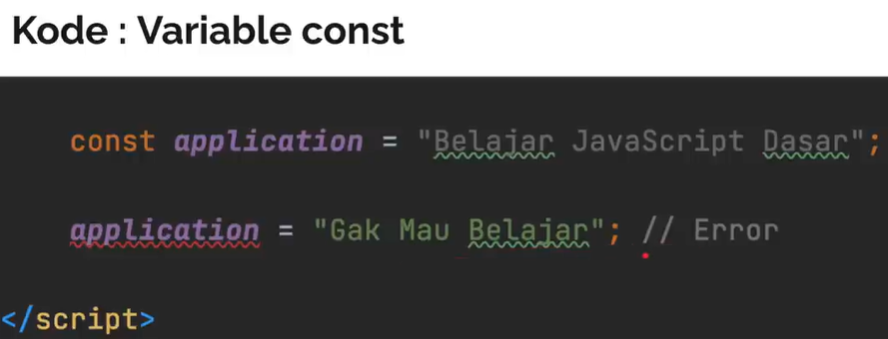 Kode : Variable const
const application = "Belajar JavaScript Dasar";
application = "Gak Mau Belajar"; // Error
</script>